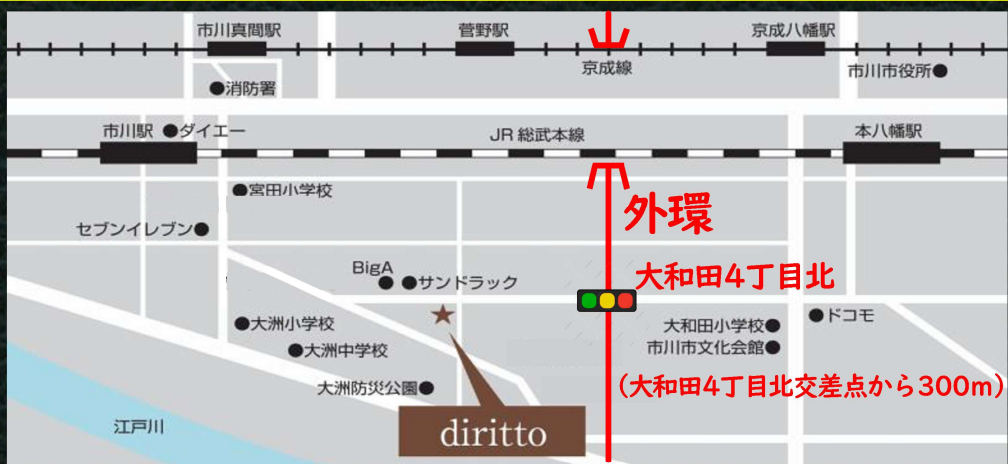 市川真間駅
菅野駅
京成八幡駅
京成線
市川市役所
消防署
市川駅
ダイエー
JR 総武本線
本八幡駅
宮田小学校
外環
セブンイレブン
BigA
サンドラック
大和田4丁目北
大洲小学校
大和田小学校
ドコモ
大洲中学校
市川市文化会館
大洲防災公園
(大和田4丁目北交差点から300m)
江戸川
diritto